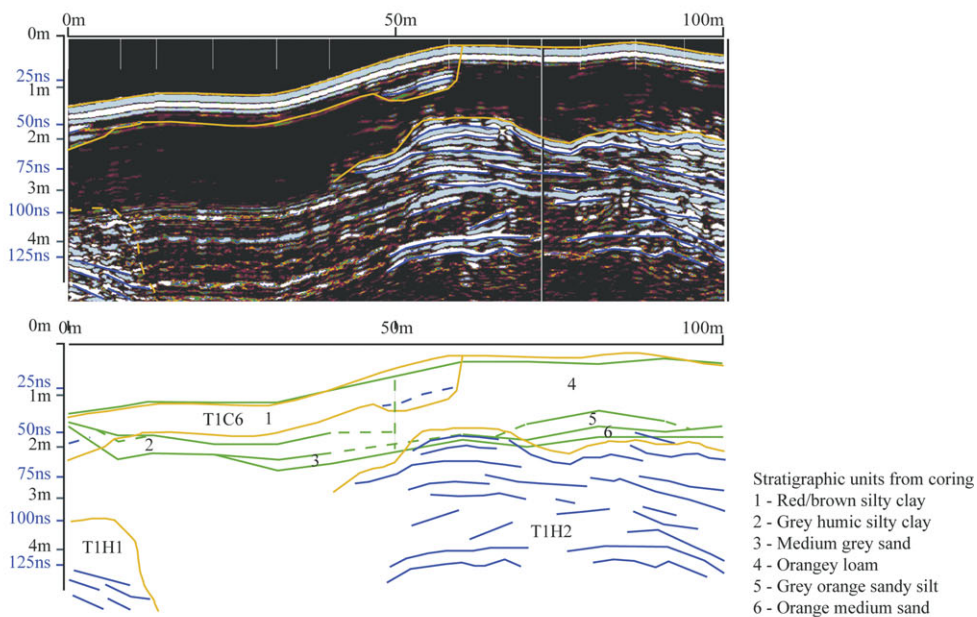 0m 50m 100m
0m
25ns
1m
50ns
2m
75ns
3m
100ns
4m
125ns
0m 0m 50m 100m
25ns
1m
50ns
2m
75ns
3m
100ns
4m
125ns
T1C6 1
2
3
4
5
6
T1H1
T1H2
Stratigraphic units from coring
1 - Red/brown silty clay
2 - Grey humic silty clay
3 - Medium grey sand
4 - Orangey loam
5 - Grey orange sandy silt
6 - Orange medium sand